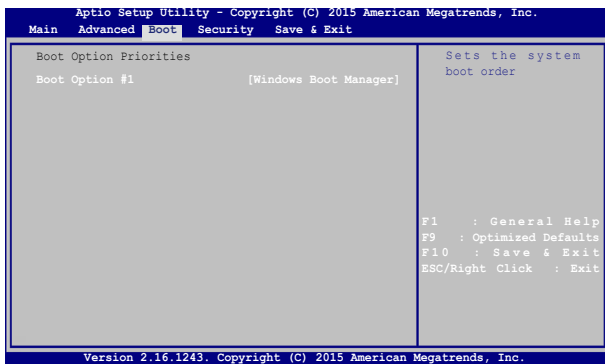 Aptio Setup Utility - Copyright (C) 2015 American Megatrends, Inc.
Main Advanced Boot Security Save & Exit
Boot Option Priorities
Boot Option #1 [Windows Boot Manager]
Sets the system
boot order
F1 : General Help
F9 : Optimized Defaults
F10 : Save & Exit
ESC/Right Click : Exit
Version 2.16.1243. Copyright (C) 2015 American Megatrends, Inc.